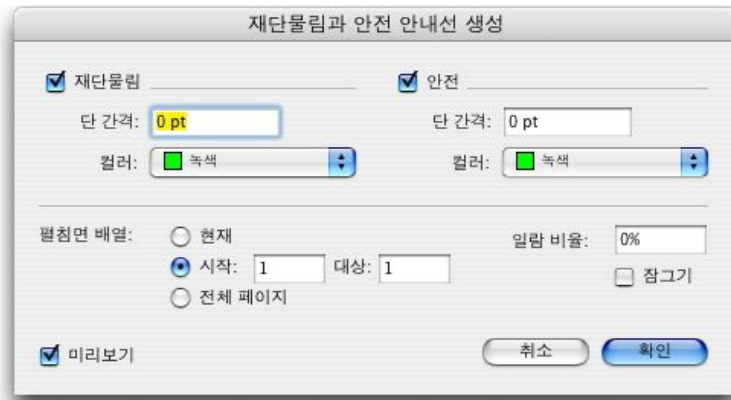 재단물림과 안전 안내선 생성
재단물림 안전
단 간격: 0 pt 단 간격: 0 pt
컬러: 녹색 컬러: 녹색
펼침면 배열: 현재 일람 비율: 0%
시작: 1 대상: 1 잠그기
전체 페이지
미리보기 취소 확인